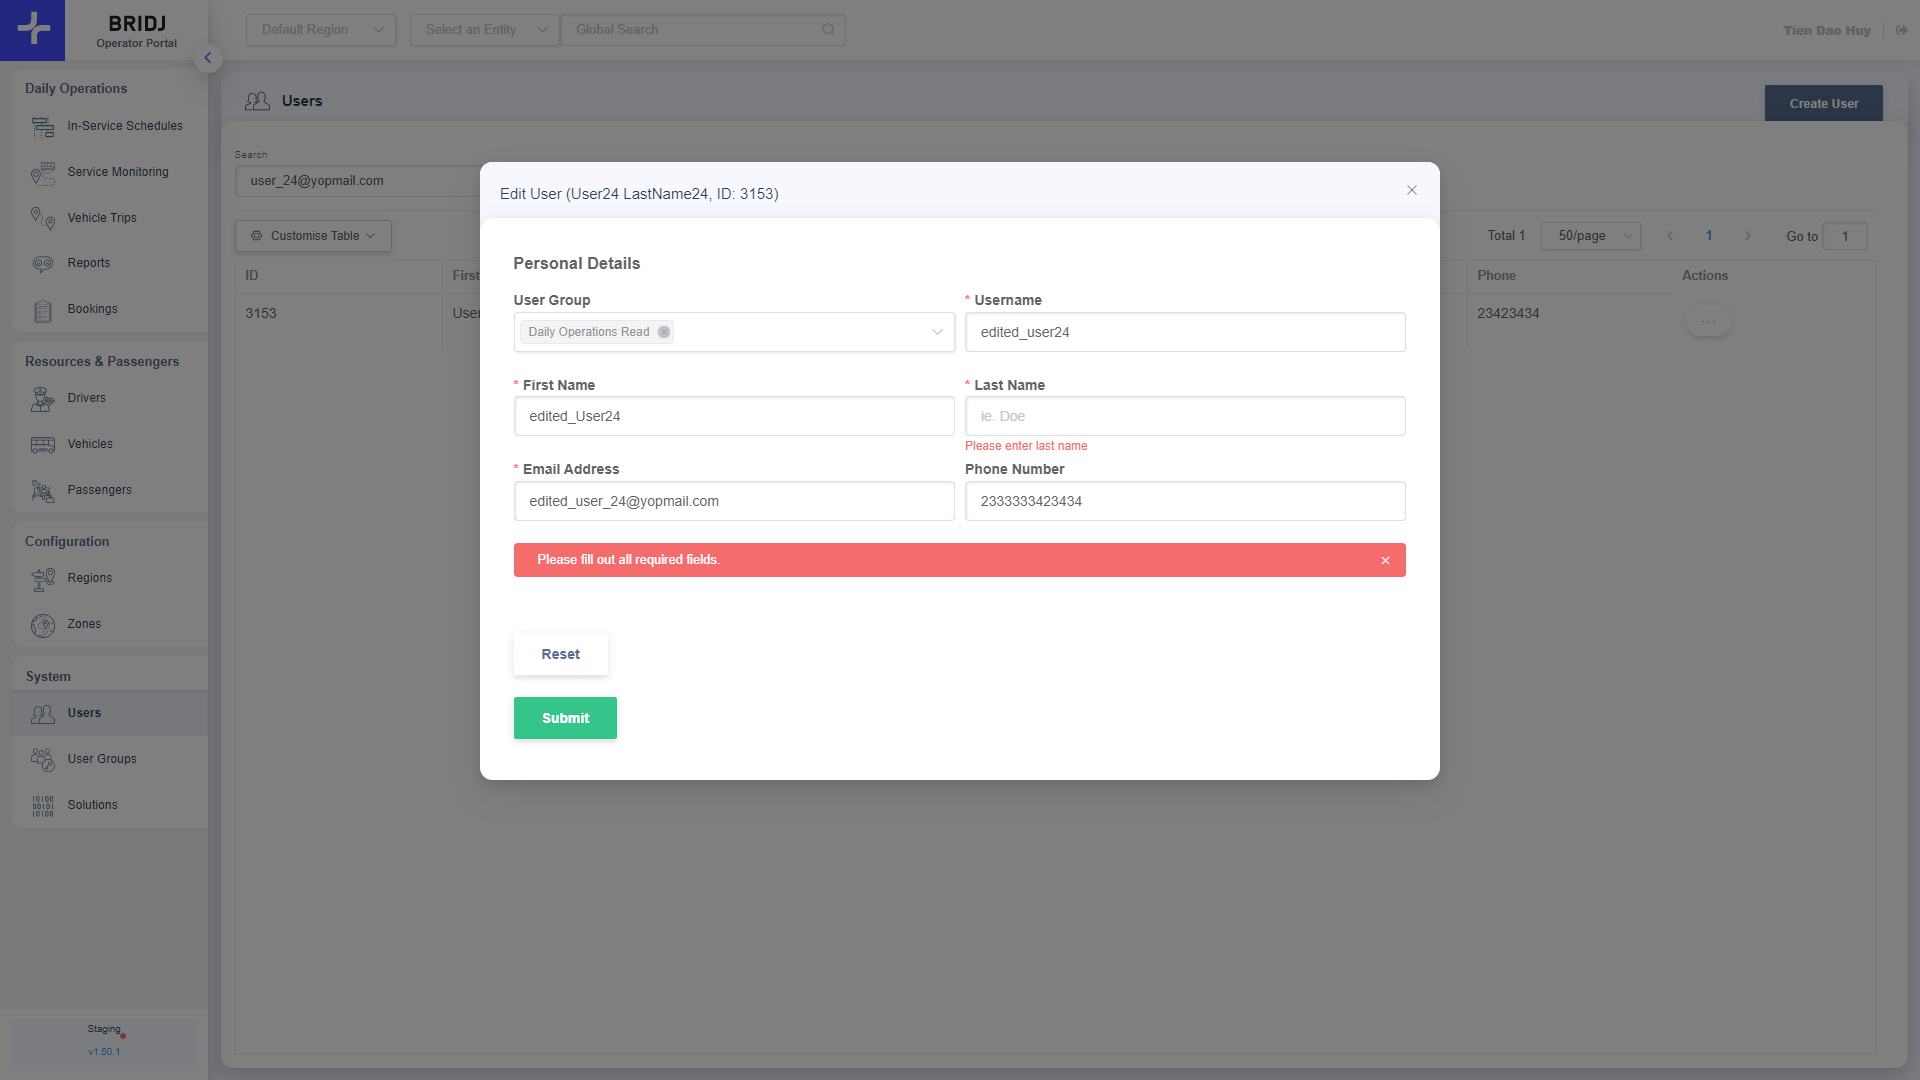 BRIDJ
Operator Portal
Default Region
Select an Entity
Global Search
Tien Dao Huy
Daily Operations
In-Service Schedules
Service Monitoring
Vehicle Trips
Reports
Bookings
Resources & Passengers
Drivers
Vehicles
Passengers
Configuration
Regions
Zones
System
Users
User Groups
Solutions
Staging
v1.50.1
Users
Create User
Search
user_24@yopmail.com
Customise Table
Total 1
50/page
1
Go to
1
ID
First
Phone
Actions
3153
User
23423434
Edit User (User24 LastName24, ID: 3153)
Personal Details
User Group
Daily Operations Read
* Username
edited_user24
* First Name
edited_User24
* Last Name
ie. Doe
Please enter last name
* Email Address
edited_user_24@yopmail.com
Phone Number
2333333423434
Please fill out all required fields.
Reset
Submit